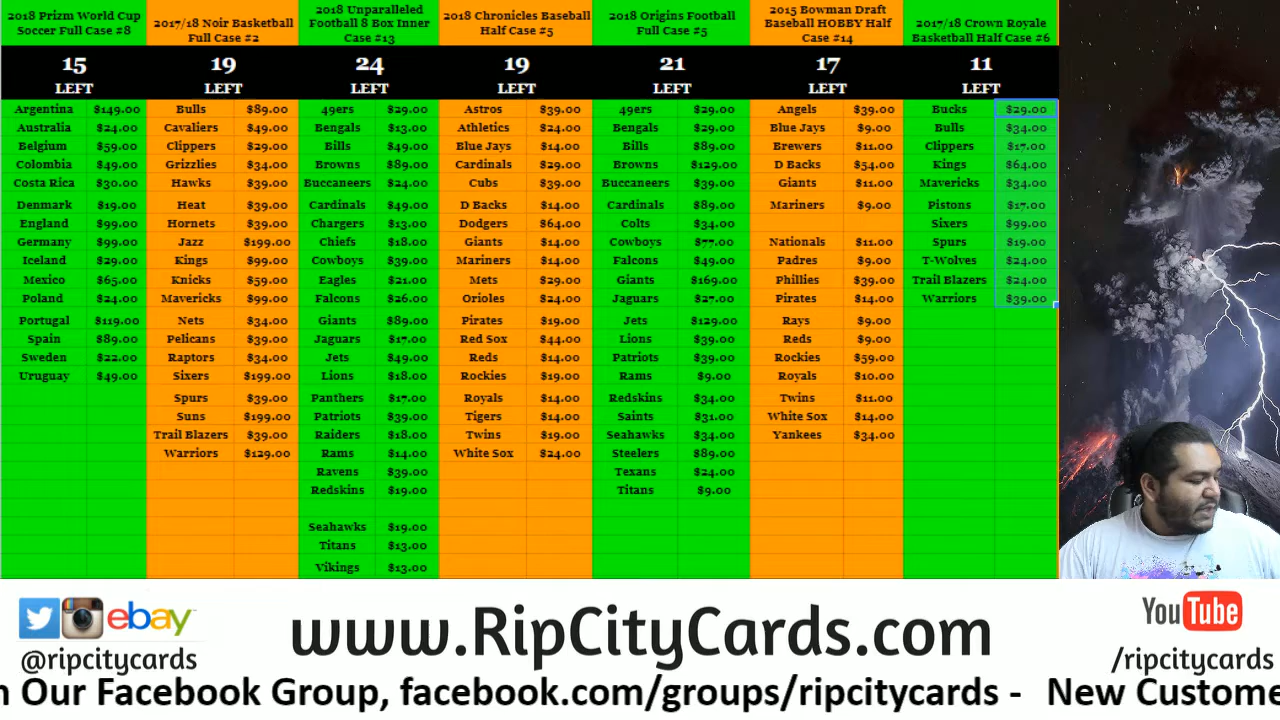 2018 Prizm World Cup
Soccer Full Case #8
15
LEFT
Argentina $149.00
Australia $24.00
Belgium $59.00
Colombia $49.00
Costa Rica $30.00
Denmark $19.00
England $99.00
Germany $99.00
Iceland $29.00
Mexico $65.00
Poland $24.00
Portugal $119.00
Spain $89.00
Sweden $22.00
Uruguay $49.00
2017/18 Noir Basketball
Full Case #2
19
LEFT
Bulls $89.00
Cavaliers $49.00
Clippers $29.00
Grizzlies $34.00
Hawks $39.00
Heat $39.00
Hornets $39.00
Jazz $199.00
Kings $99.00
Knicks $59.00
Mavericks $99.00
Nets $34.00
Pelicans $39.00
Raptors $34.00
Sixers $199.00
Spurs $39.00
Suns $199.00
Trail Blazers $39.00
Warriors $129.00
2018 Unparalleled
Football 8 Box Inner
Case #13
24
LEFT
49ers $29.00
Bengals $13.00
Bills $49.00
Browns $89.00
Buccaneers $24.00
Cardinals $49.00
Chargers $13.00
Chiefs $18.00
Cowboys $39.00
Eagles $21.00
Falcons $26.00
Giants $89.00
Jaguars $17.00
Jets $49.00
Lions $18.00
Panthers $17.00
Patriots $39.00
Raiders $18.00
Rams $14.00
Ravens $39.00
Redskins $19.00
Seahawks $19.00
Titans $13.00
Vikings $13.00
2018 Chronicles Baseball
Half Case #5
19
LEFT
Astros $39.00
Athletics $24.00
Blue Jays $14.00
Cardinals $29.00
Cubs $39.00
D Backs $14.00
Dodgers $64.00
Giants $14.00
Mariners $14.00
Mets $29.00
Orioles $24.00
Pirates $19.00
Red Sox $44.00
Reds $14.00
Rockies $19.00
Royals $14.00
Tigers $14.00
Twins $19.00
White Sox $24.00
2018 Origins Football
Full Case #5
21
LEFT
49ers $29.00
Bengals $29.00
Bills $89.00
Browns $129.00
Buccaneers $39.00
Cardinals $89.00
Colts $34.00
Cowboys $77.00
Falcons $49.00
Giants $169.00
Jaguars $27.00
Jets $129.00
Lions $39.00
Patriots $39.00
Rams $9.00
Redskins $34.00
Saints $31.00
Seahawks $34.00
Steelers $89.00
Texans $24.00
Titans $9.00
2015 Bowman Draft
Baseball HOBBY Half
Case #14
17
LEFT
Angels $39.00
Blue Jays $9.00
Brewers $11.00
D Backs $54.00
Giants $11.00
Mariners $9.00
Nationals $11.00
Padres $9.00
Phillies $39.00
Pirates $14.00
Rays $9.00
Reds $9.00
Rockies $59.00
Royals $10.00
Twins $11.00
White Sox $14.00
Yankees $34.00
2017/18 Crown Royale
Basketball Half Case #6
11
LEFT
Bucks $29.00
Bulls $34.00
Clippers $17.00
Kings $64.00
Mavericks $34.00
Pistons $17.00
Sixers $99.00
Spurs $19.00
T-Wolves $24.00
Trail Blazers $24.00
Warriors $39.00
ebay
@ripcitycards
www.RipCityCards.com
YouTube
/ripcitycards
n Our Facebook Group, facebook.com/groups/ripcitycards - New Custome